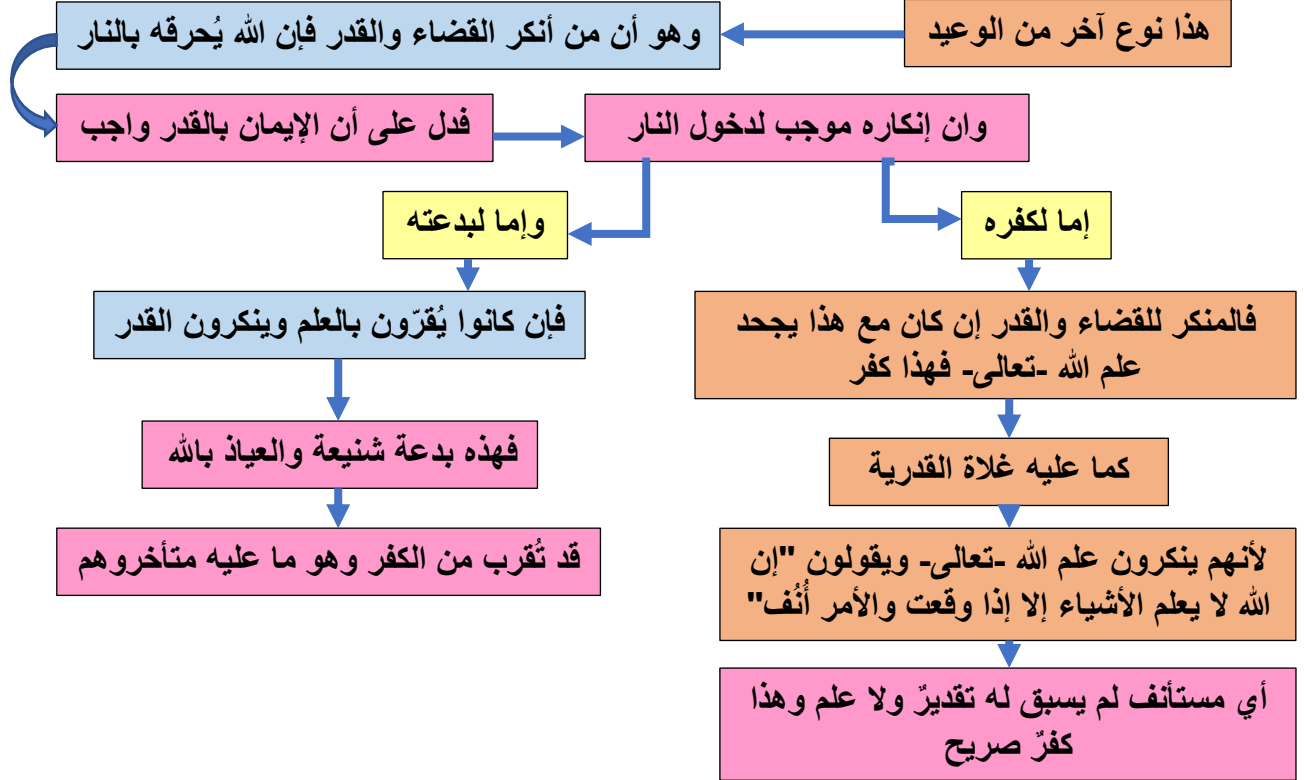 هذا نوع آخر من الوعيد
وهو أن من أنكر القضاء والقدر فإن الله يُحرقه بالنار
فدل على أن الإيمان بالقدر واجب
وان إنكاره موجب لدخول النار
إما لكفره
فالمنكر للقضاء والقدر إن كان مع هذا يجحد
علم الله -تعالى- فهذا كفر
كما عليه غلاة القدرية
لأنهم ينكرون علم الله -تعالى- ويقولون "إن
الله لا يعلم الأشياء إلا إذا وقعت والأمر أُنُف"
أي مستأنف لم يسبق له تقديرٌ ولا علم وهذا
كفرٌ صريح
وإما لبدعته
فإن كانوا يُقرّون بالعلم وينكرون القدر
فهذه بدعة شنيعة والعياذ بالله
قد تُقرب من الكفر وهو ما عليه متأخروهم